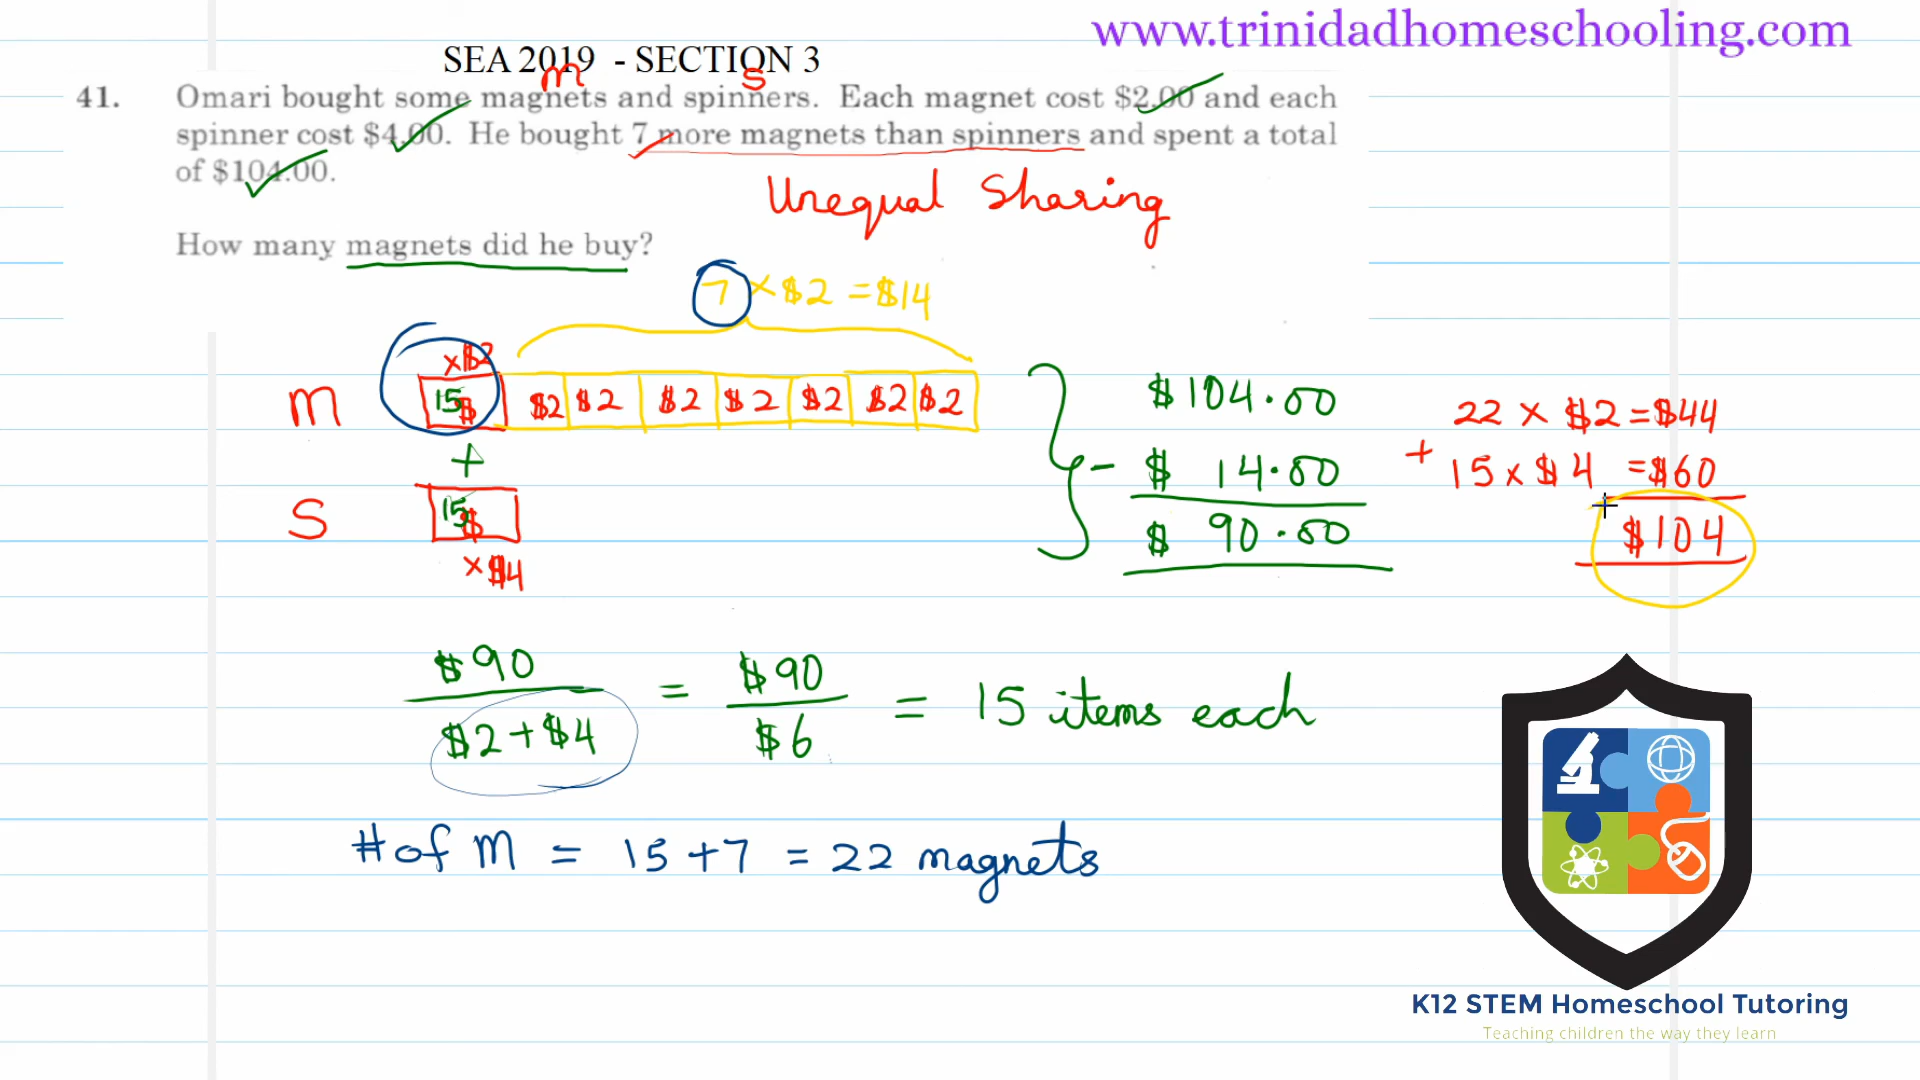 www.trinidadhomeschooling.com
SEA 2019 - SECTION 3
m s
41. Omari bought some magnets and spinners. Each magnet cost $2.00 and each
spinner cost $4.00. He bought 7 more magnets than spinners and spent a total
of $104.00.
Unequal Sharing
How many magnets did he buy?
7 × $2 = $14
×$2
m 15 $ $2 $2 $2 $2 $2 $2 $2
+
s 15 $
×$4
$104.00
- $ 14.00
$ 90.00
22 × $2 = $44
+ 15 × $4 = $60
$104
$90 / $2 + $4 = $90 / $6 = 15 items each
# of m = 15 + 7 = 22 magnets
K12 STEM Homeschool Tutoring
Teaching children the way they learn